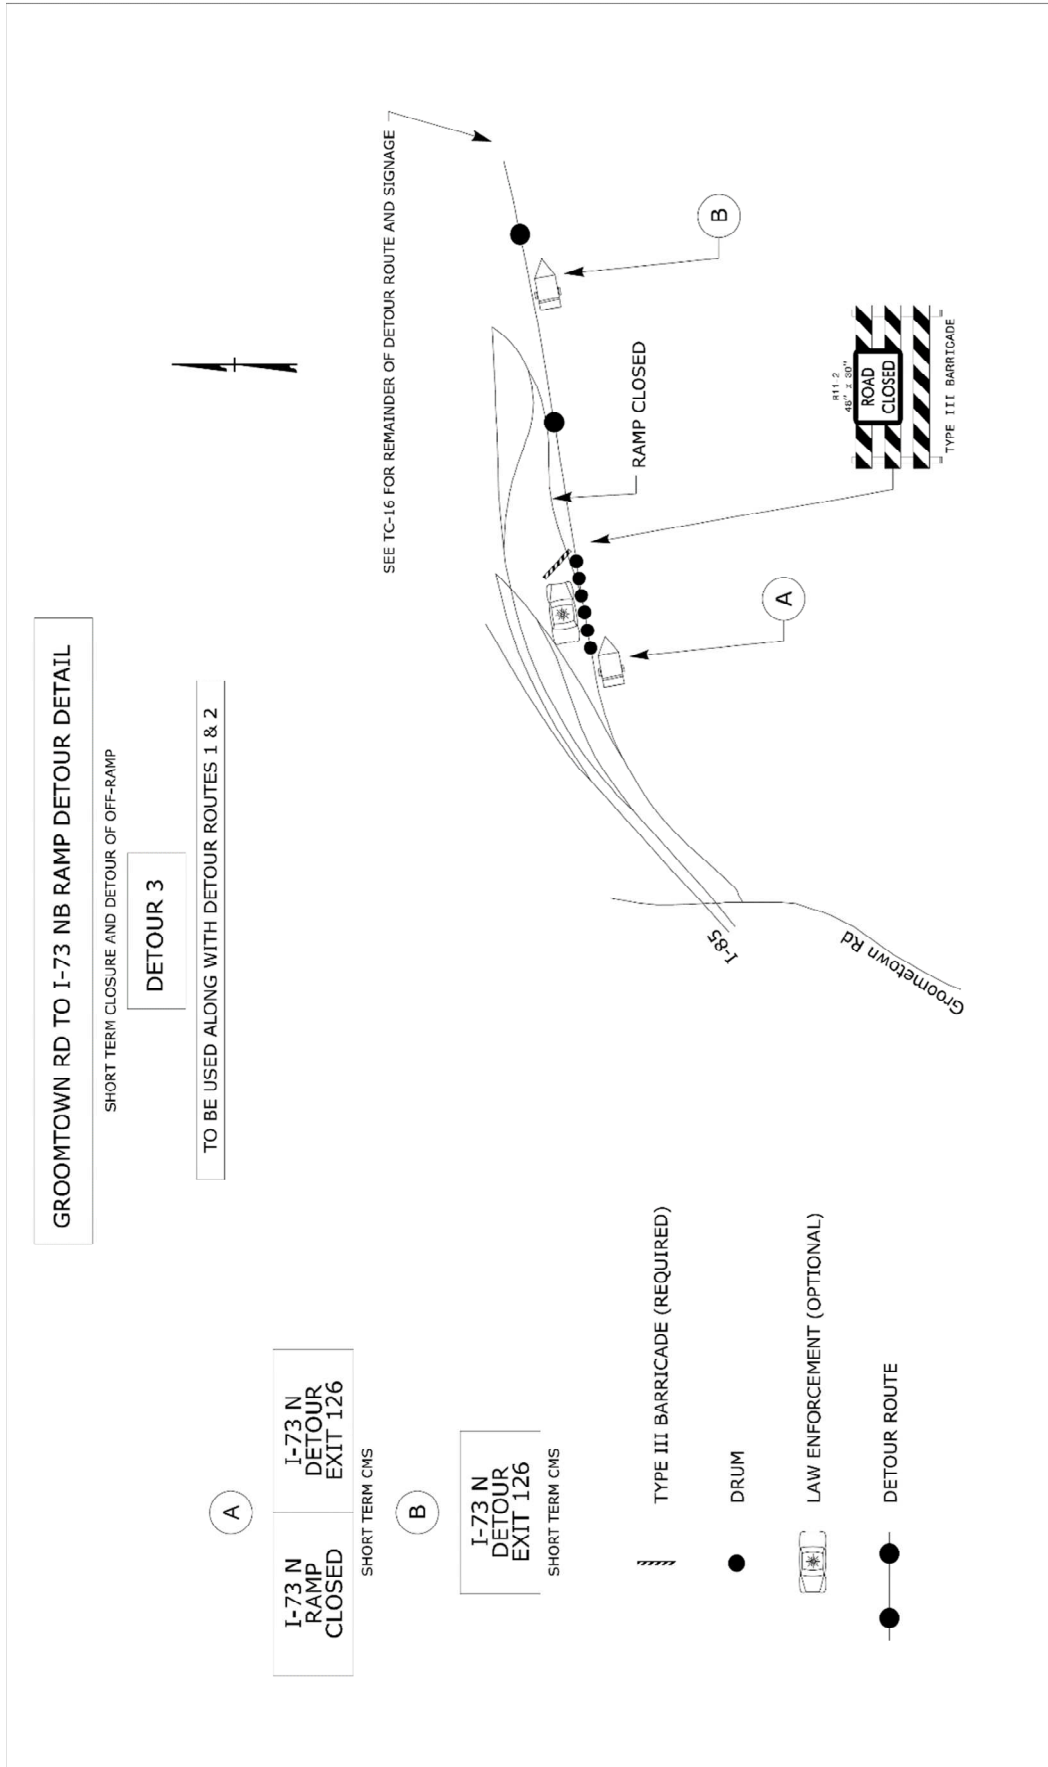 GROOMTOWN RD TO I-73 NB RAMP DETOUR DETAIL
SHORT TERM CLOSURE AND DETOUR OF OFF-RAMP
DETOUR 3
TO BE USED ALONG WITH DETOUR ROUTES 1 & 2
A
I-73 N
RAMP
CLOSED
I-73 N
DETOUR
EXIT 126
SHORT TERM CMS
B
I-73 N
DETOUR
EXIT 126
SHORT TERM CMS
TYPE III BARRICADE (REQUIRED)
DRUM
LAW ENFORCEMENT (OPTIONAL)
DETOUR ROUTE
SEE TC-16 FOR REMAINDER OF DETOUR ROUTE AND SIGNAGE
I-85
Groometown Rd
RAMP CLOSED
A
B
R11-2
48" X 30"
ROAD
CLOSED
TYPE III BARRICADE